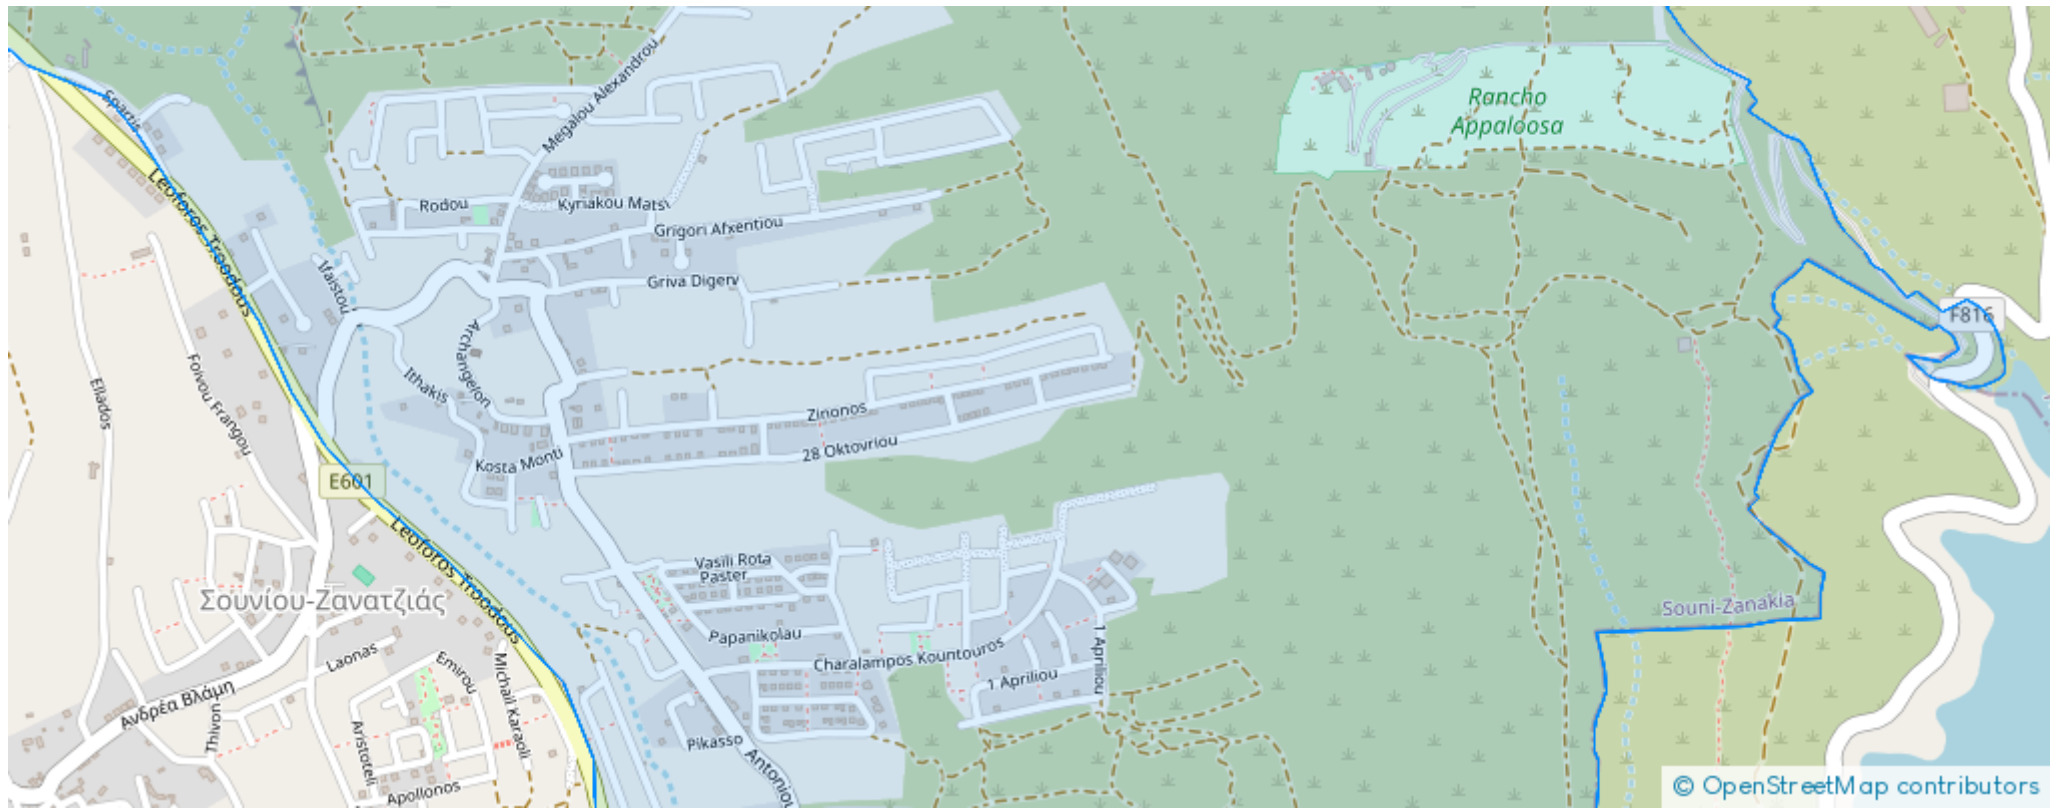 Spartis
Megalou Alexandrou
Rancho
Appaloosa
Leoforos Troodous
Rodou
Kyriakou Mats
Grigori Afxentiou
Ifaistou
Griva Digeni
F816
Archangelon
Foivou Frangou
Ithakis
Ellados
Zinonos
28 Oktovriou
Kosta Monti
E601
Leoforos Troodous
Vasili Rota
Paster
Σουνίου-Ζανατζιάς
Souni-Zanakia
Papanikolau
1 Apriliou
Charalampos Kountouros
Laonas
Emirou
1 Apriliou
Ανδρέα Βλάμη
Thivon
Michail Karaoli
Aristoteli
Pikasso
Antoniou
Apollonos
© OpenStreetMap contributors